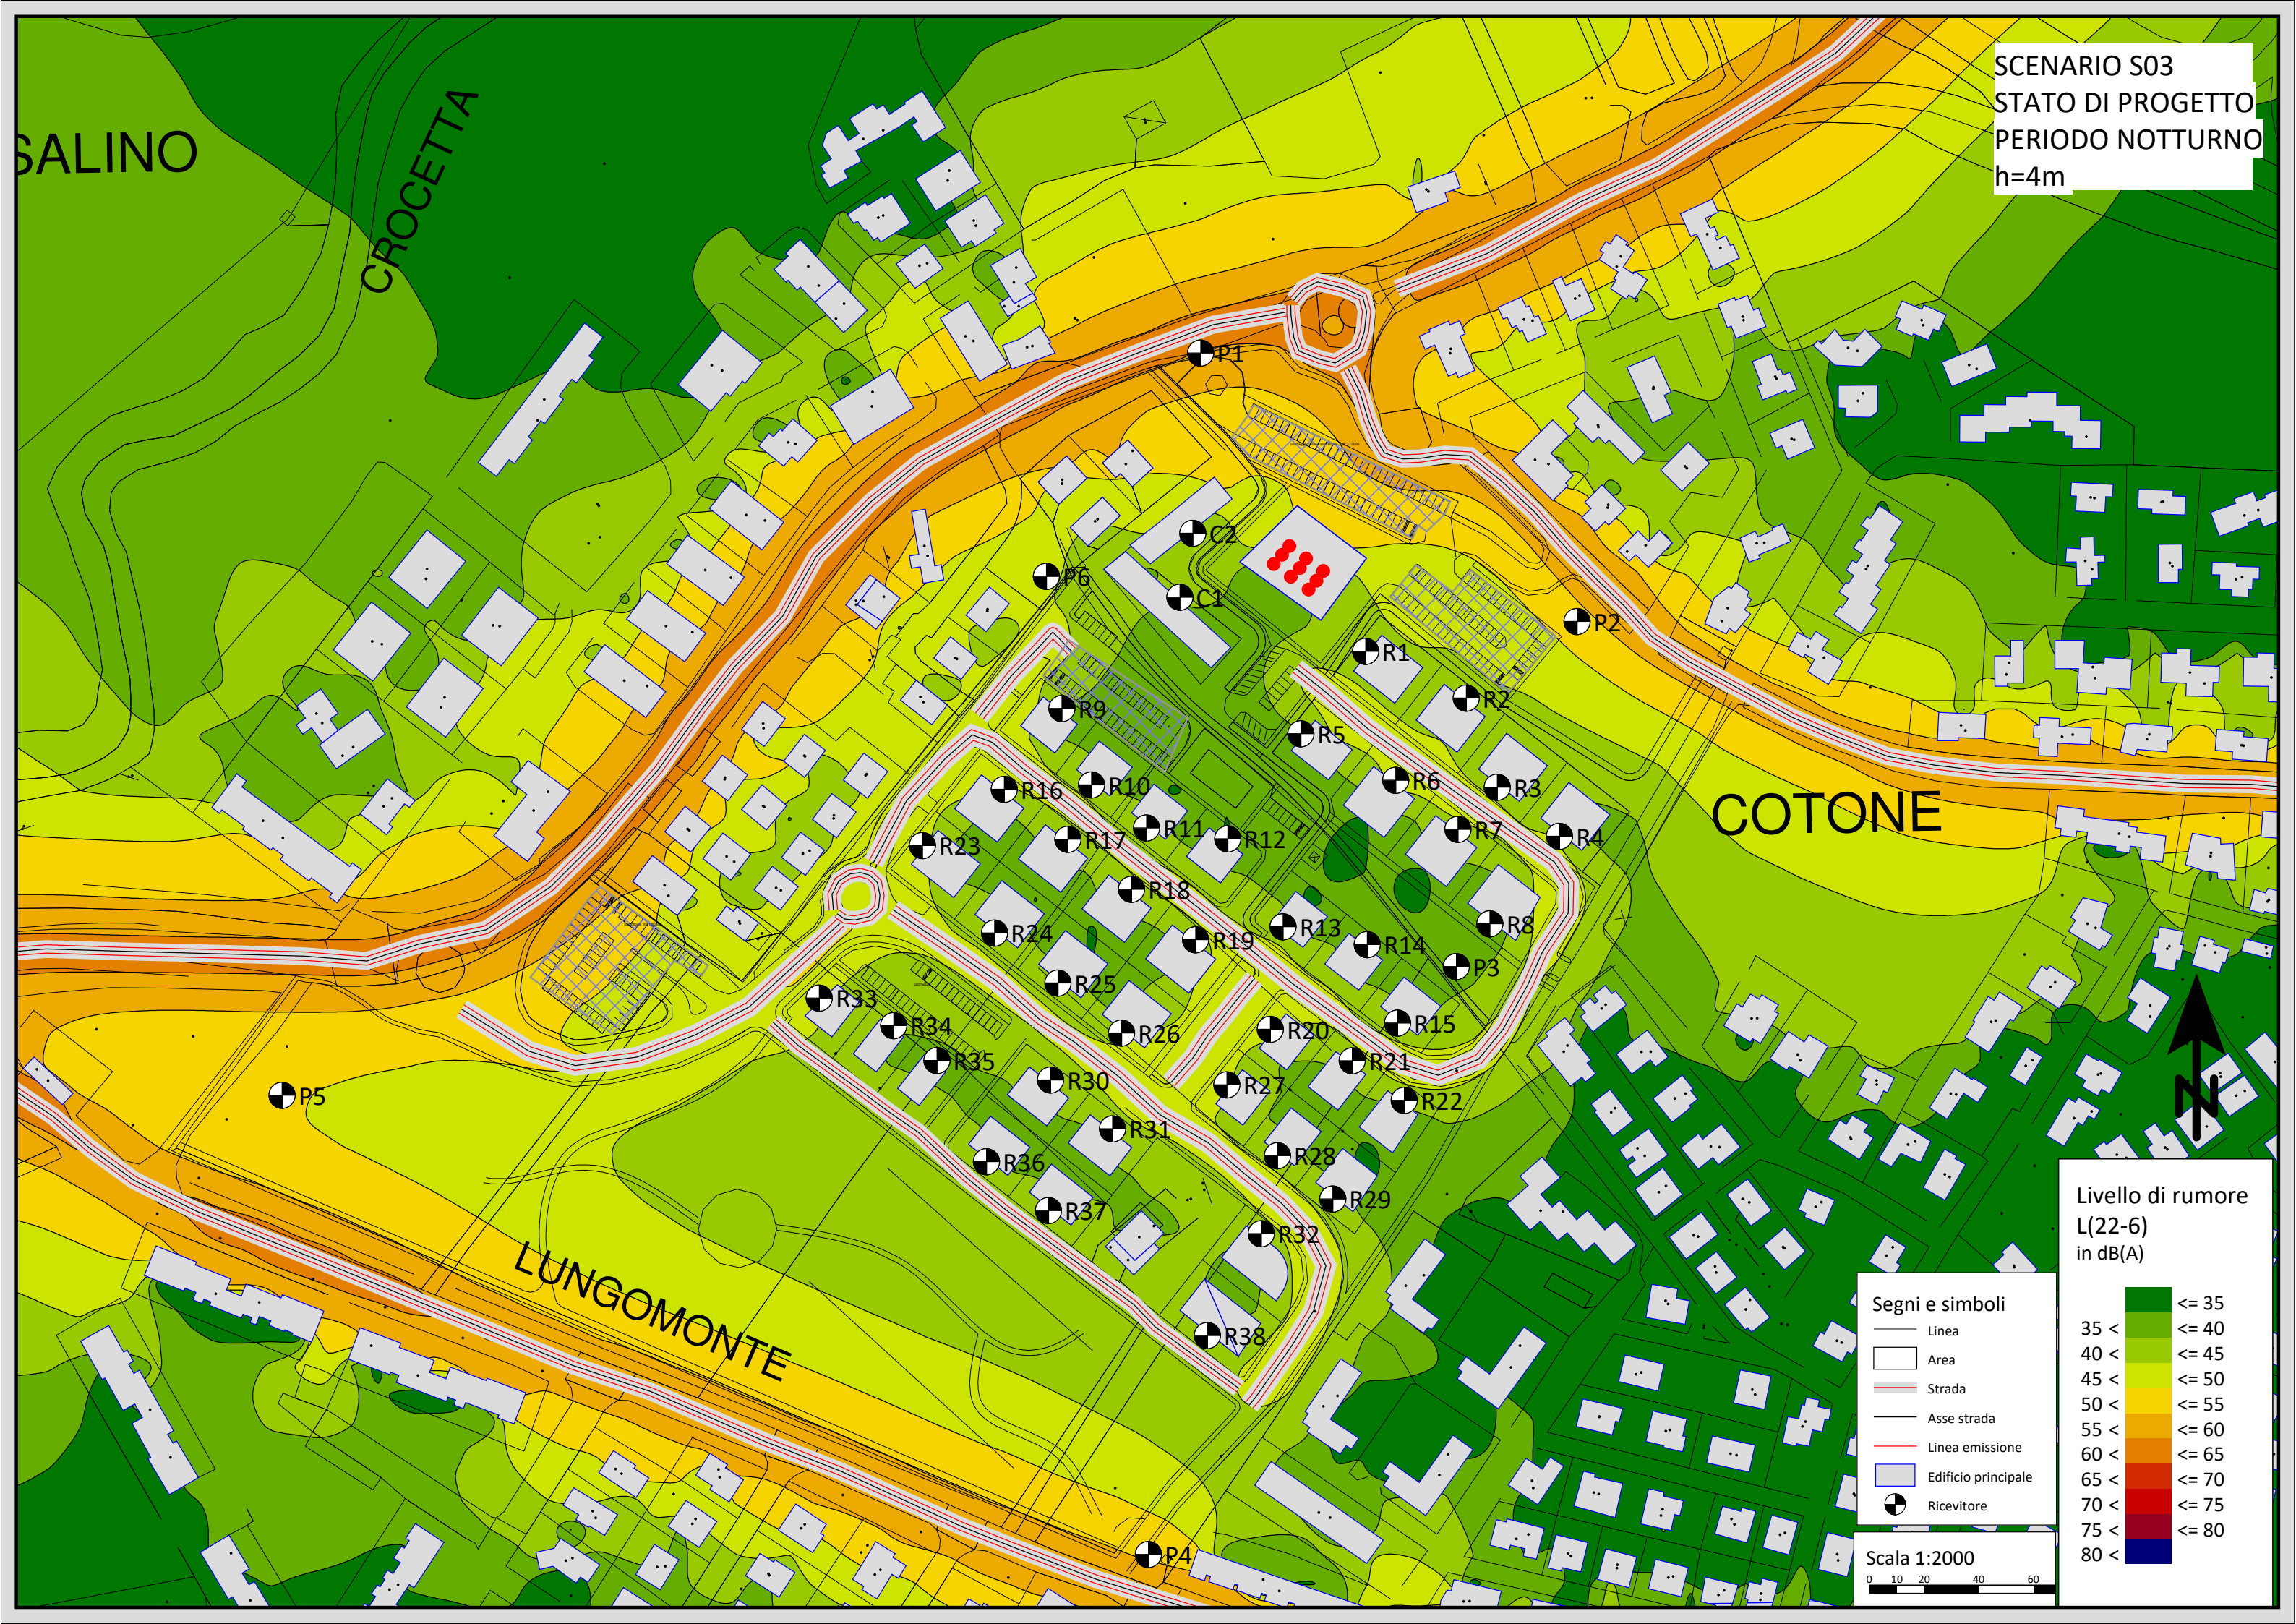 SCENARIO S03
STATO DI PROGETTO
PERIODO NOTTURNO
h=4m
SALINO
CROCETTA
P1
C2
P6
C1
P2
R1
R2
R9
R5
R6
R3
R10
R16
R11
R12
R17
R7
R4
COTONE
R23
R18
R8
R13
R24
R19
R14
P3
R25
R33
R34
R26
R20
R15
R35
R21
R30
R27
R22
P5
R31
R28
R36
R29
R37
R32
R38
LUNGOMONTE
P4
N
Livello di rumore
L(22-6)
in dB(A)
<= 35
35 < <= 40
40 < <= 45
45 < <= 50
50 < <= 55
55 < <= 60
60 < <= 65
65 < <= 70
70 < <= 75
75 < <= 80
80 <
Segni e simboli
Linea
Area
Strada
Asse strada
Linea emissione
Edificio principale
Ricevitore
Scala 1:2000
0 10 20 40 60